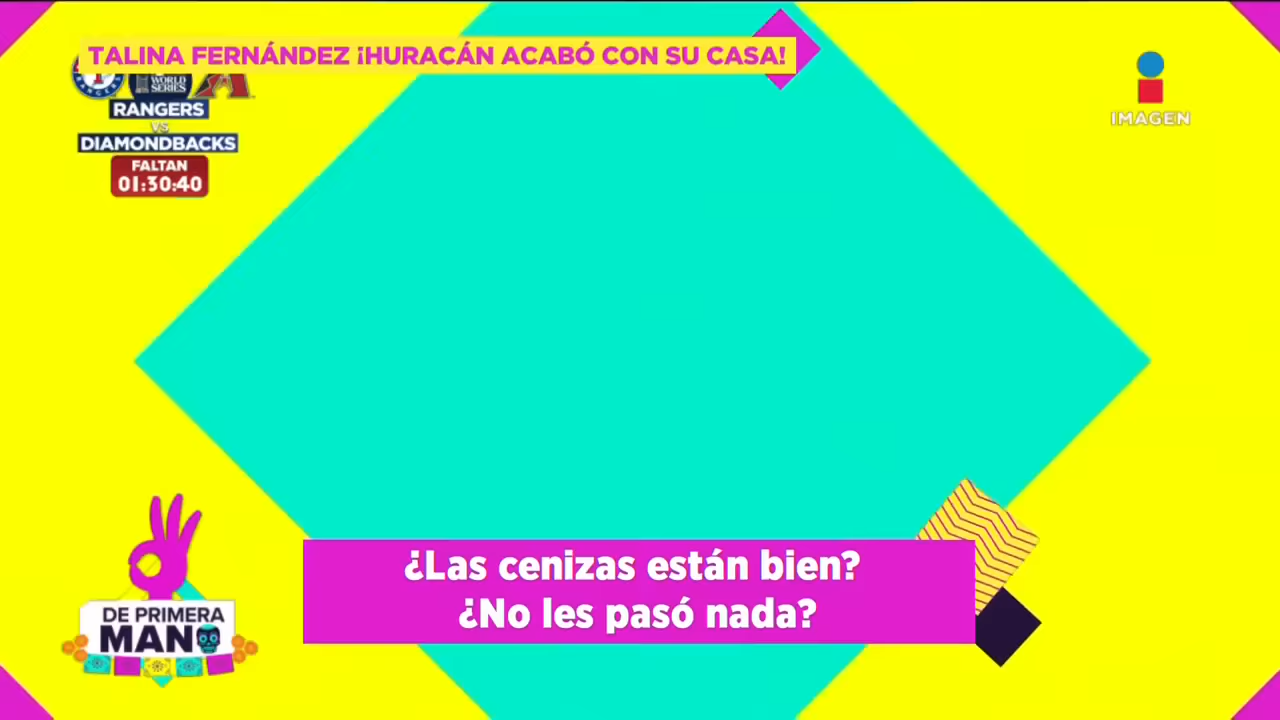 TALINA FERNÁNDEZ ¡HURACÁN ACABÓ CON SU CASA!
WORLD
SERIES
RANGERS
VS
DIAMONDBACKS
FALTAN
01:30:40
IMAGEN
DE PRIMERA
MANO
¿Las cenizas están bien?
¿No les pasó nada?